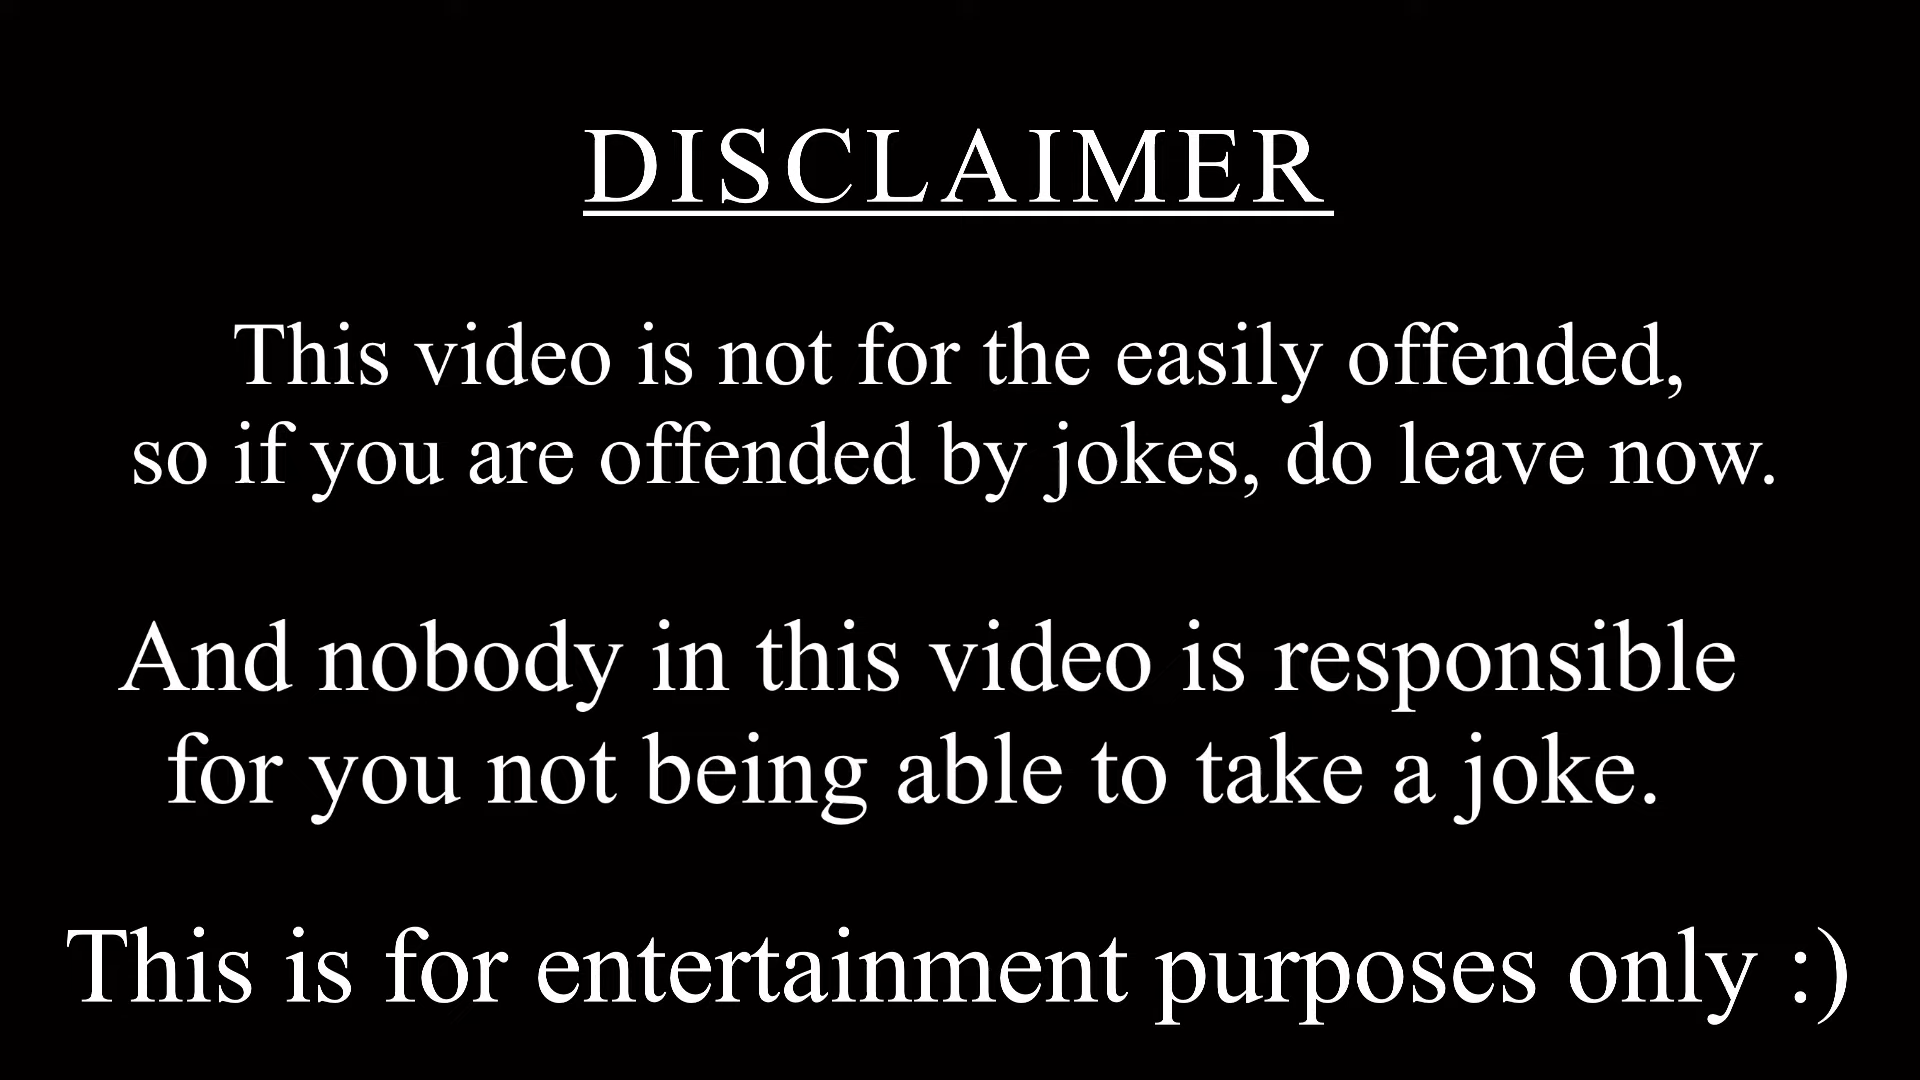 DISCLAIMER
This video is not for the easily offended,
so if you are offended by jokes, do leave now.
And nobody in this video is responsible
for you not being able to take a joke.
This is for entertainment purposes only :)